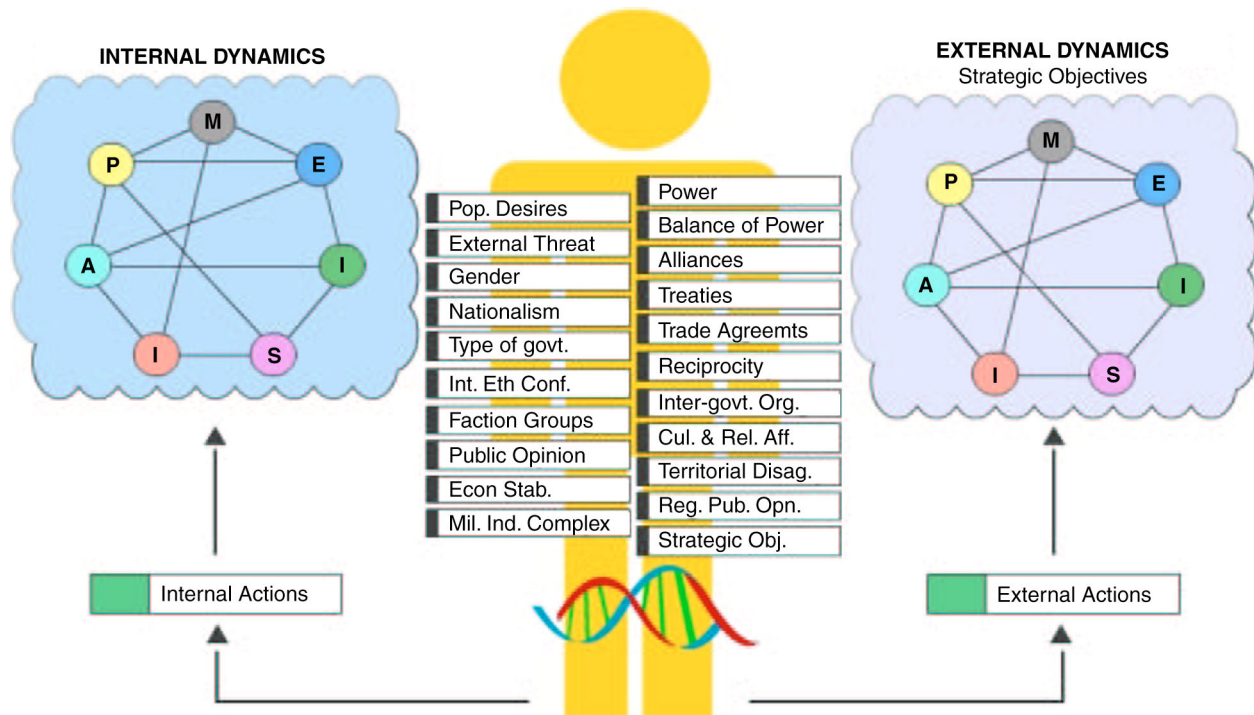 INTERNAL DYNAMICS
M
P
E
A
I
I
S
Internal Actions
Pop. Desires
External Threat
Gender
Nationalism
Type of govt.
Int. Eth Conf.
Faction Groups
Public Opinion
Econ Stab.
Mil. Ind. Complex
Power
Balance of Power
Alliances
Treaties
Trade Agreemts
Reciprocity
Inter-govt. Org.
Cul. & Rel. Aff.
Territorial Disag.
Reg. Pub. Opn.
Strategic Obj.
EXTERNAL DYNAMICS
Strategic Objectives
M
P
E
A
I
I
S
External Actions